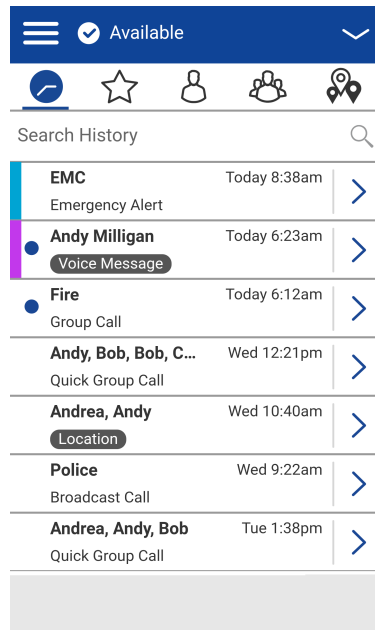 Available
Search History
EMC Today 8:38am
Emergency Alert
Andy Milligan Today 6:23am
Voice Message
Fire Today 6:12am
Group Call
Andy, Bob, Bob, C... Wed 12:21pm
Quick Group Call
Andrea, Andy Wed 10:40am
Location
Police Wed 9:22am
Broadcast Call
Andrea, Andy, Bob Tue 1:38pm
Quick Group Call